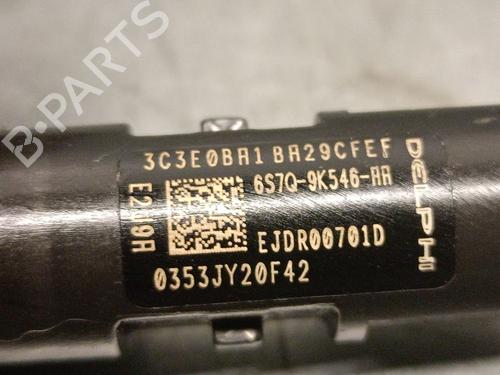 3C3E0BA1 BA29CFEF
6S7Q-9K546-AA
EJDR00701D
0353JY20F42
E2J9A
DELPHI
B-PARTS